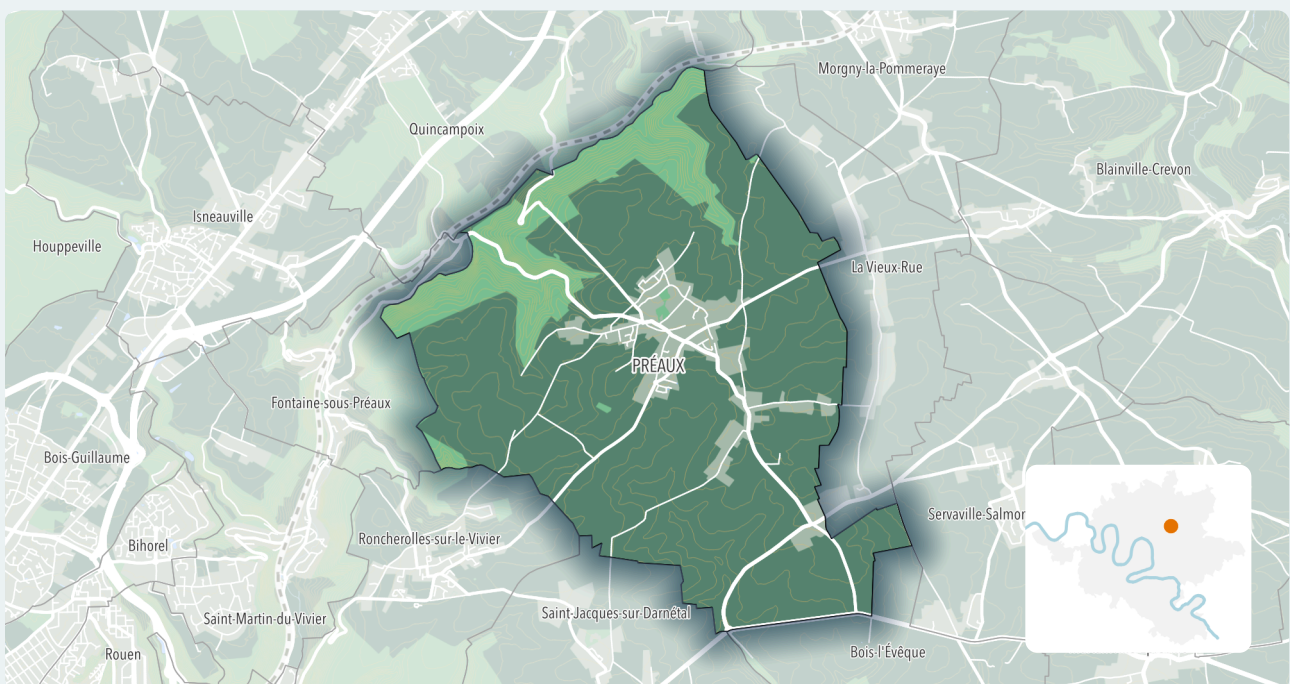 Morgny-la-Pommeraye
Quincampoix
Blainville-Crevon
Isneauville
Houppeville
La Vieux-Rue
PRÉAUX
Fontaine-sous-Préaux
Bois-Guillaume
Servaville-Salmon
Roncherolles-sur-le-Vivier
Bihorel
Saint-Jacques-sur-Darnétal
Saint-Martin-du-Vivier
Bois-l'Évêque
Rouen